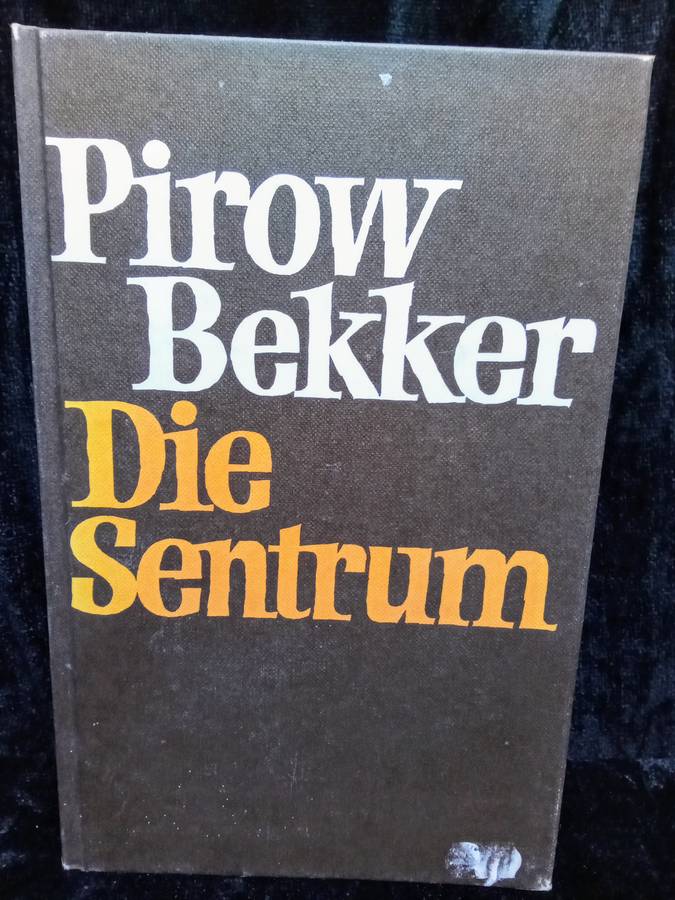 Pirow
Bekker
Die
Sentrum